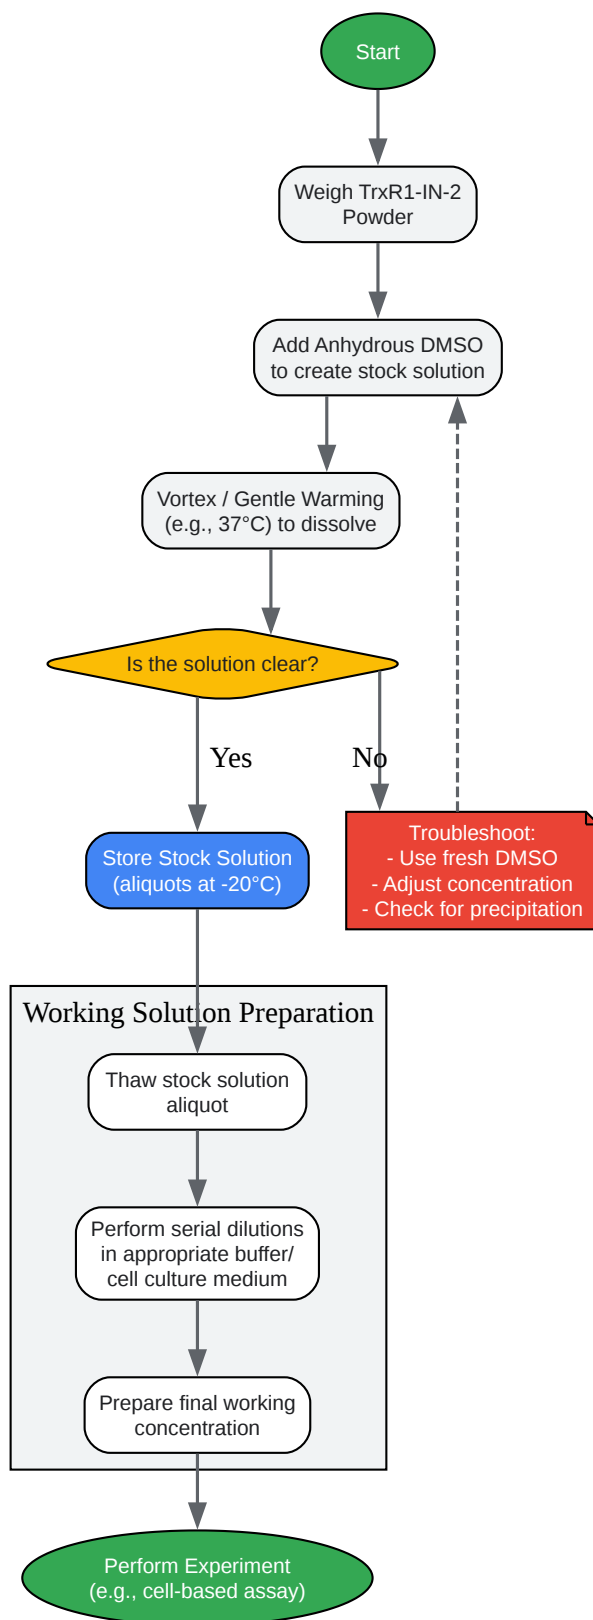 Start
Weigh TrxR1-IN-2
Powder
Add Anhydrous DMSO
to create stock solution
Vortex / Gentle Warming
(e.g., 37°C) to dissolve
Is the solution clear?
Yes
No
Store Stock Solution
(aliquots at -20°C)
Troubleshoot:
- Use fresh DMSO
- Adjust concentration
- Check for precipitation
Working Solution Preparation
Thaw stock solution
aliquot
Perform serial dilutions
in appropriate buffer/
cell culture medium
Prepare final working
concentration
Perform Experiment
(e.g., cell-based assay)